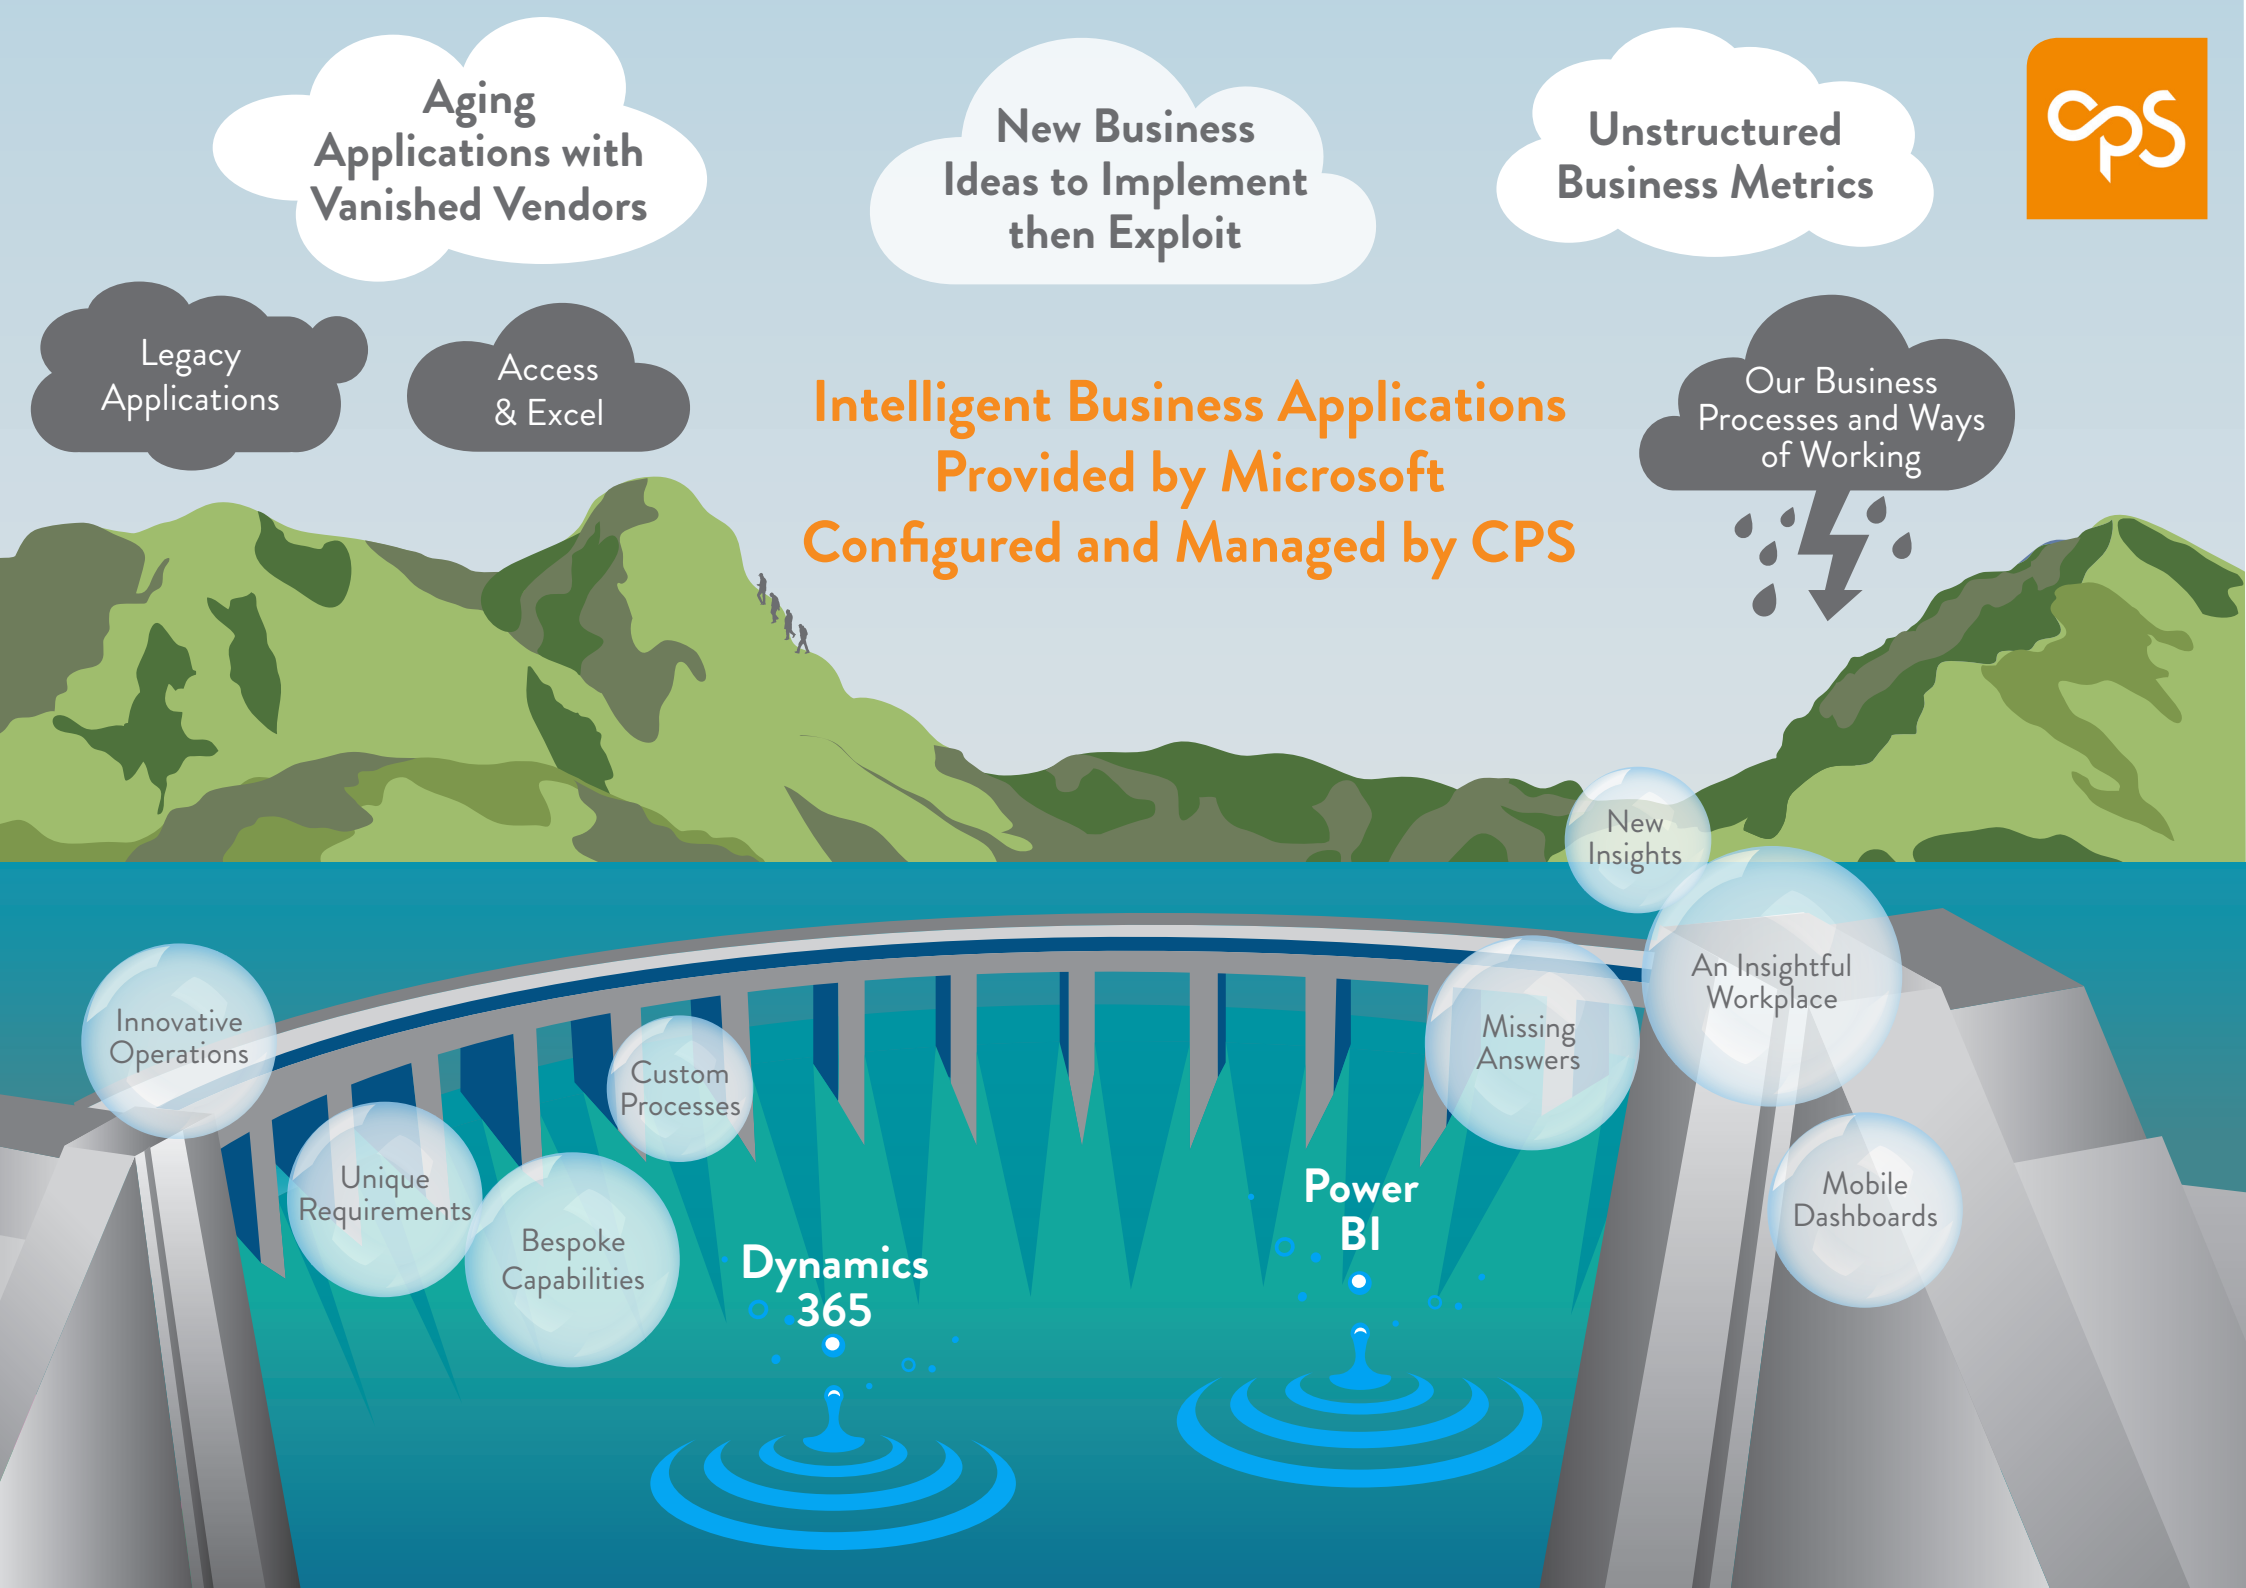 Aging
Applications with
Vanished Vendors
New Business
Ideas to Implement
then Exploit
Unstructured
Business Metrics
cps
Legacy
Applications
Access
& Excel
Our Business
Processes and Ways
of Working
Intelligent Business Applications
Provided by Microsoft
Configured and Managed by CPS
New
Insights
An Insightful
Workplace
Innovative
Operations
Custom
Processes
Missing
Answers
Unique
Requirements
Bespoke
Capabilities
Mobile
Dashboards
Dynamics
365
Power
BI